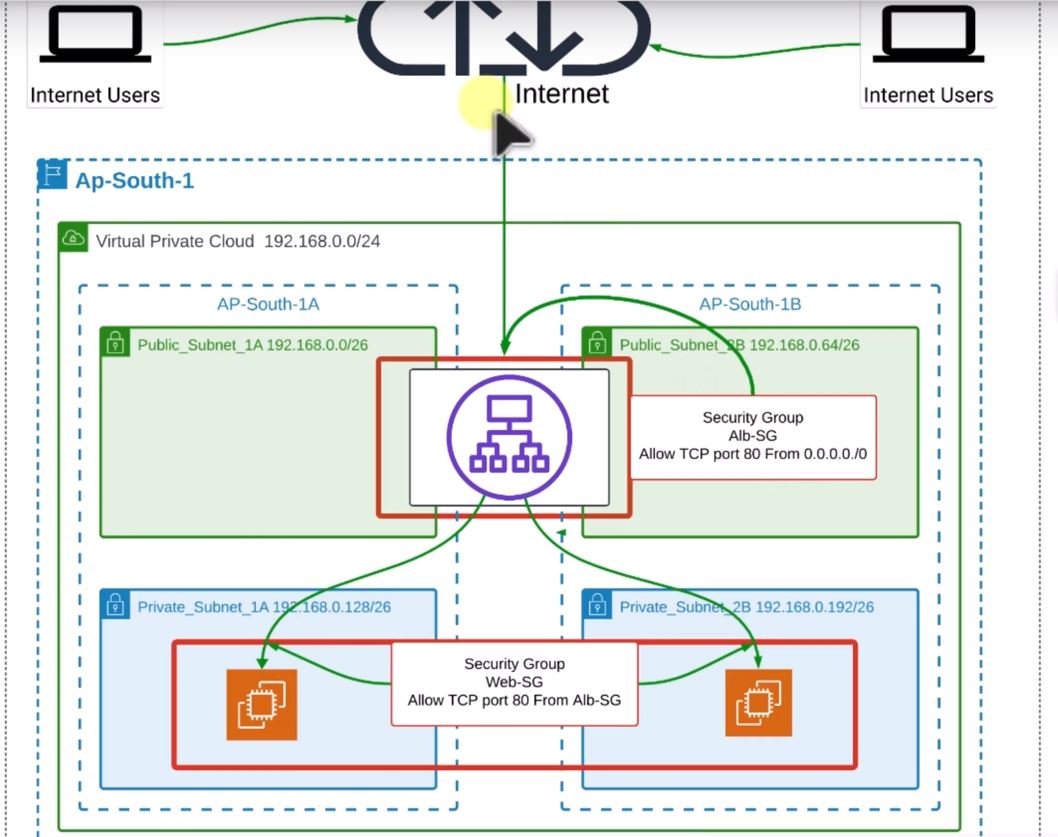 Internet Users
Internet
Internet Users
Ap-South-1
Virtual Private Cloud 192.168.0.0/24
AP-South-1A
AP-South-1B
Public_Subnet_1A 192.168.0.0/26
Public_Subnet_2B 192.168.0.64/26
Security Group
Alb-SG
Allow TCP port 80 From 0.0.0.0./0
Private_Subnet_1A 192.168.0.128/26
Private_Subnet_2B 192.168.0.192/26
Security Group
Web-SG
Allow TCP port 80 From Alb-SG